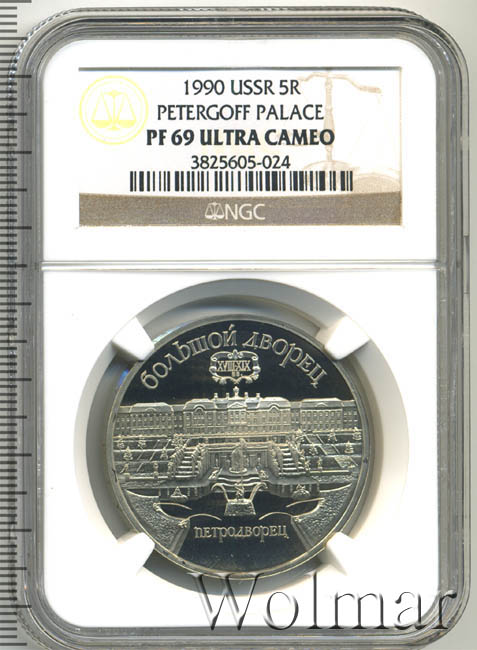 1990 USSR 5R
PETERGOFF PALACE
PF 69 ULTRA CAMEO
3825605-024
NGC
БОЛЬШОЙ ДВОРЕЦ
XVIII-XIX
ПЕТРОДВОРЕЦ
Wolmar